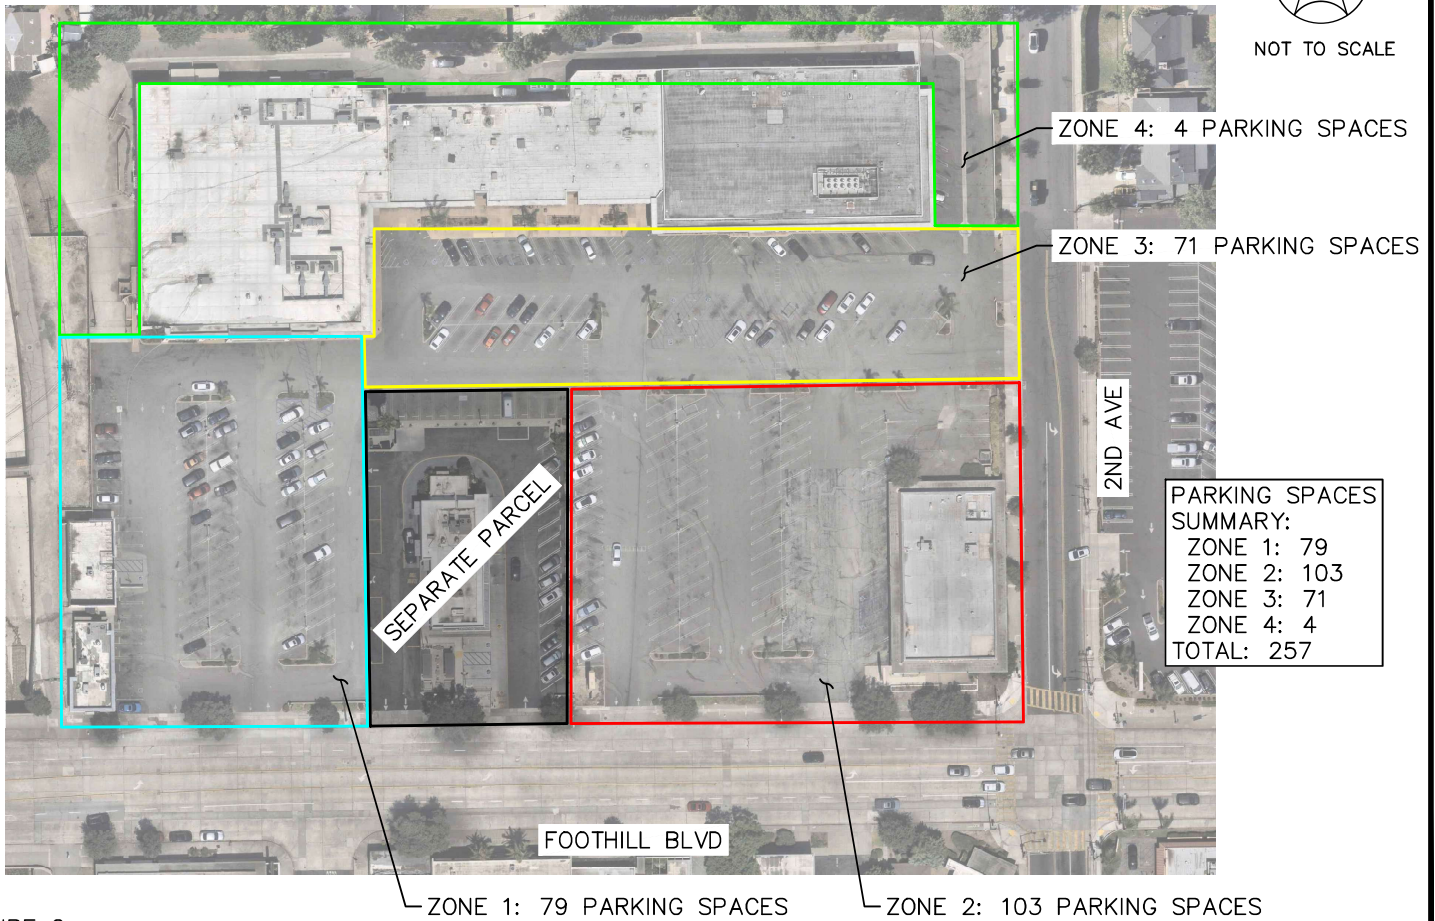 NOT TO SCALE
ZONE 4: 4 PARKING SPACES
ZONE 3: 71 PARKING SPACES
2ND AVE
SEPARATE PARCEL
PARKING SPACES
SUMMARY:
ZONE 1: 79
ZONE 2: 103
ZONE 3: 71
ZONE 4: 4
TOTAL: 257
FOOTHILL BLVD
ZONE 1: 79 PARKING SPACES
ZONE 2: 103 PARKING SPACES